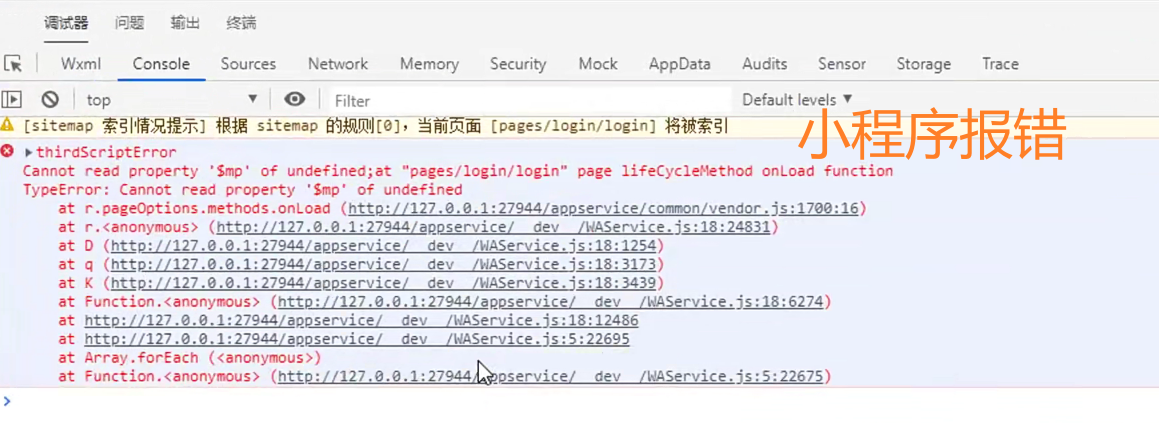 调试器 问题 输出 终端
Wxml Console Sources Network Memory Security Mock AppData Audits Sensor Storage Trace
top Filter Default levels
[sitemap 索引情况提示] 根据 sitemap 的规则[0]，当前页面 [pages/login/login] 将被索引
小程序报错
thirdScriptError
Cannot read property '$mp' of undefined;at "pages/login/login" page lifeCycleMethod onLoad function
TypeError: Cannot read property '$mp' of undefined
at r.pageOptions.methods.onLoad (http://127.0.0.1:27944/appservice/common/vendor.js:1700:16)
at r.<anonymous> (http://127.0.0.1:27944/appservice/__dev__/WAService.js:18:24831)
at D (http://127.0.0.1:27944/appservice/__dev__/WAService.js:18:1254)
at q (http://127.0.0.1:27944/appservice/__dev__/WAService.js:18:3173)
at K (http://127.0.0.1:27944/appservice/__dev__/WAService.js:18:3439)
at Function.<anonymous> (http://127.0.0.1:27944/appservice/__dev__/WAService.js:18:6274)
at http://127.0.0.1:27944/appservice/__dev__/WAService.js:18:12486
at http://127.0.0.1:27944/appservice/__dev__/WAService.js:5:22695
at Array.forEach (<anonymous>)
at Function.<anonymous> (http://127.0.0.1:27944/appservice/__dev__/WAService.js:5:22675)